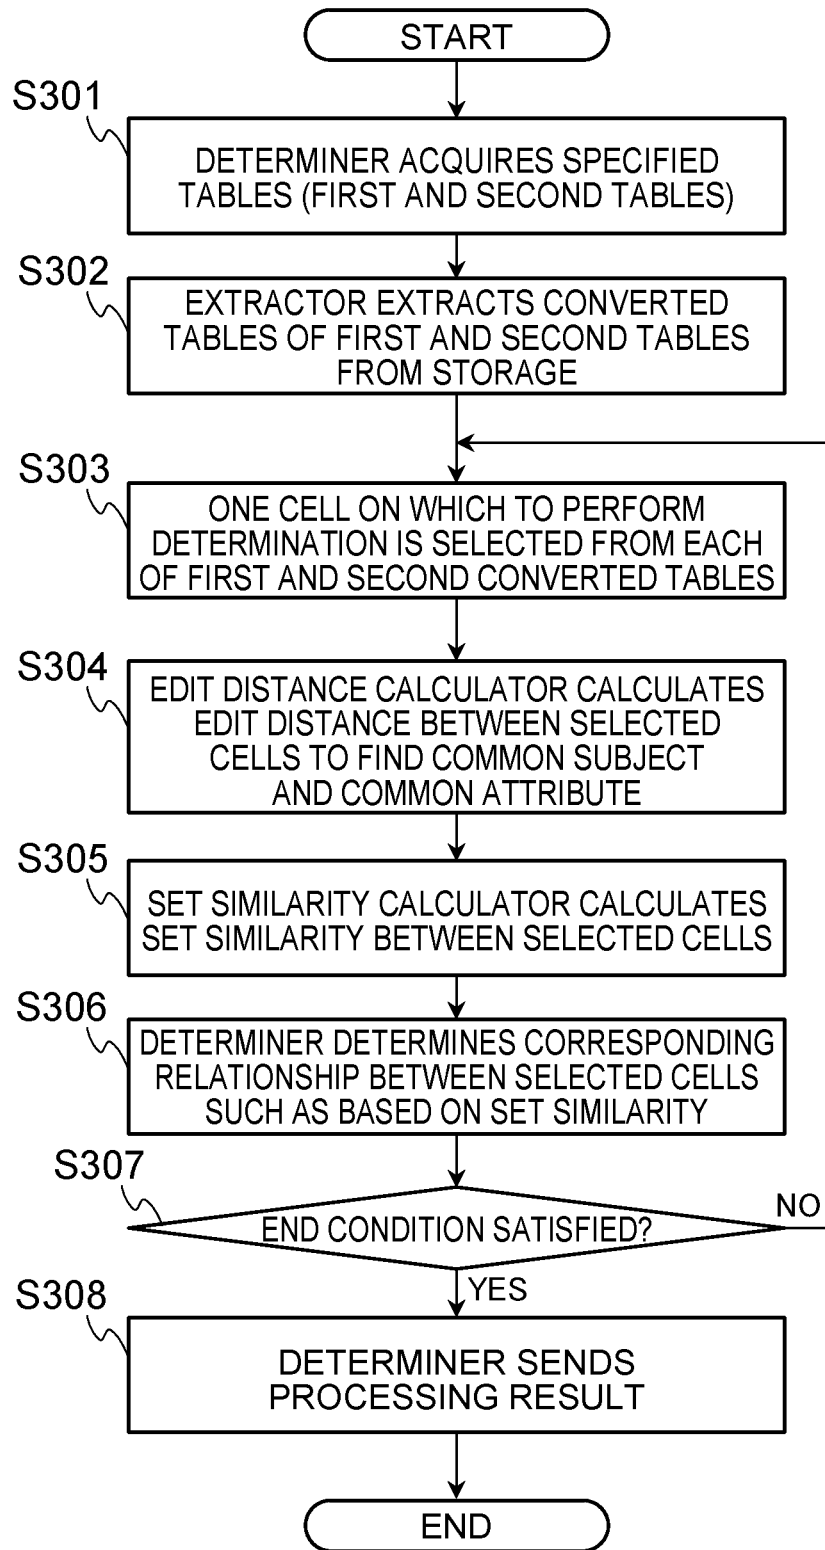 START
S301
DETERMINER ACQUIRES SPECIFIED
TABLES (FIRST AND SECOND TABLES)
S302
EXTRACTOR EXTRACTS CONVERTED
TABLES OF FIRST AND SECOND TABLES
FROM STORAGE
S303
ONE CELL ON WHICH TO PERFORM
DETERMINATION IS SELECTED FROM EACH
OF FIRST AND SECOND CONVERTED TABLES
S304
EDIT DISTANCE CALCULATOR CALCULATES
EDIT DISTANCE BETWEEN SELECTED
CELLS TO FIND COMMON SUBJECT
AND COMMON ATTRIBUTE
S305
SET SIMILARITY CALCULATOR CALCULATES
SET SIMILARITY BETWEEN SELECTED CELLS
S306
DETERMINER DETERMINES CORRESPONDING
RELATIONSHIP BETWEEN SELECTED CELLS
SUCH AS BASED ON SET SIMILARITY
S307
END CONDITION SATISFIED?
NO
YES
S308
DETERMINER SENDS
PROCESSING RESULT
END